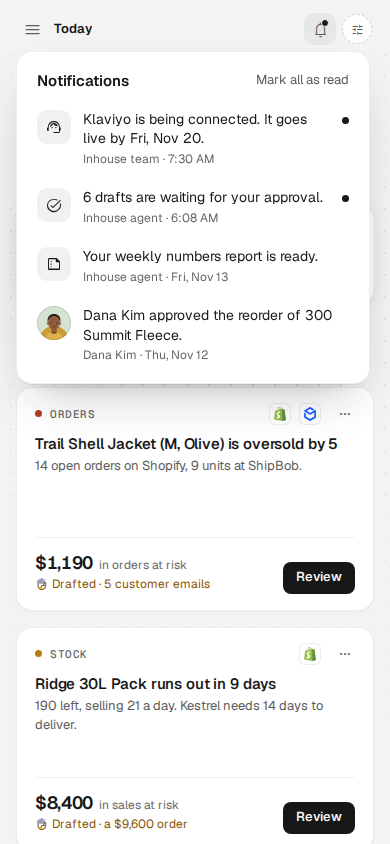 Today
Notifications
Mark all as read
Klaviyo is being connected. It goes
live by Fri, Nov 20.
Inhouse team · 7:30 AM
6 drafts are waiting for your approval.
Inhouse agent · 6:08 AM
Your weekly numbers report is ready.
Inhouse agent · Fri, Nov 13
Dana Kim approved the reorder of 300
Summit Fleece.
Dana Kim · Thu, Nov 12
ORDERS
Trail Shell Jacket (M, Olive) is oversold by 5
14 open orders on Shopify, 9 units at ShipBob.
$1,190 in orders at risk
Drafted · 5 customer emails
Review
STOCK
Ridge 30L Pack runs out in 9 days
190 left, selling 21 a day. Kestrel needs 14 days to
deliver.
$8,400 in sales at risk
Drafted · a $9,600 order
Review